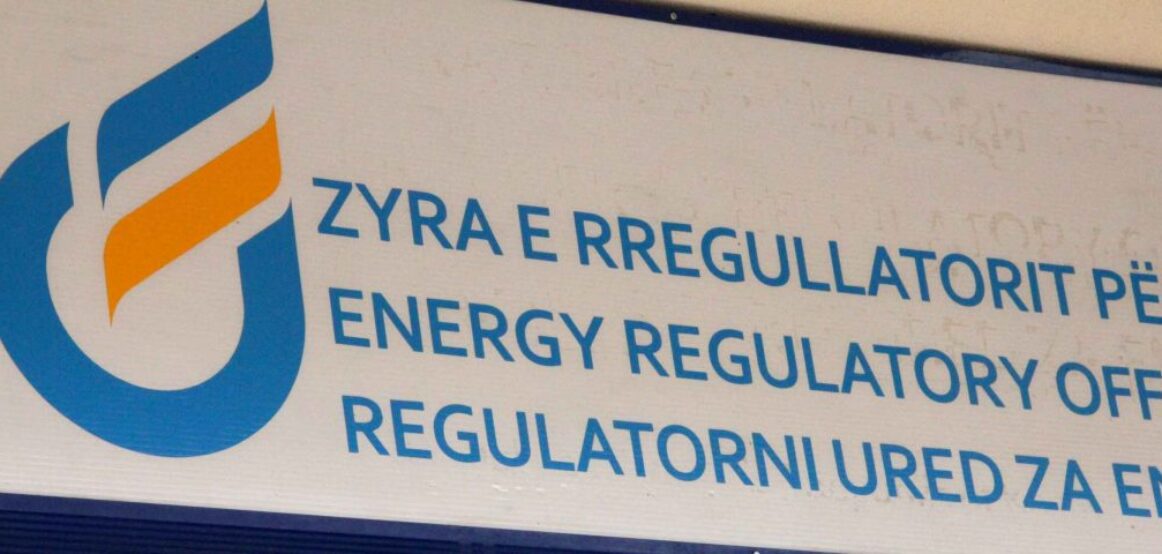 ZYRA E RREGULLATORIT PË
ENERGY REGULATORY OFF
REGULATORNI URED ZA EN